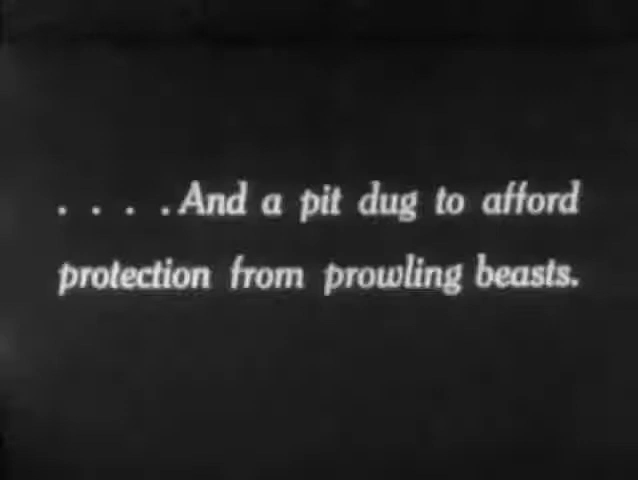 . . . . And a pit dug to afford
protection from prowling beasts.